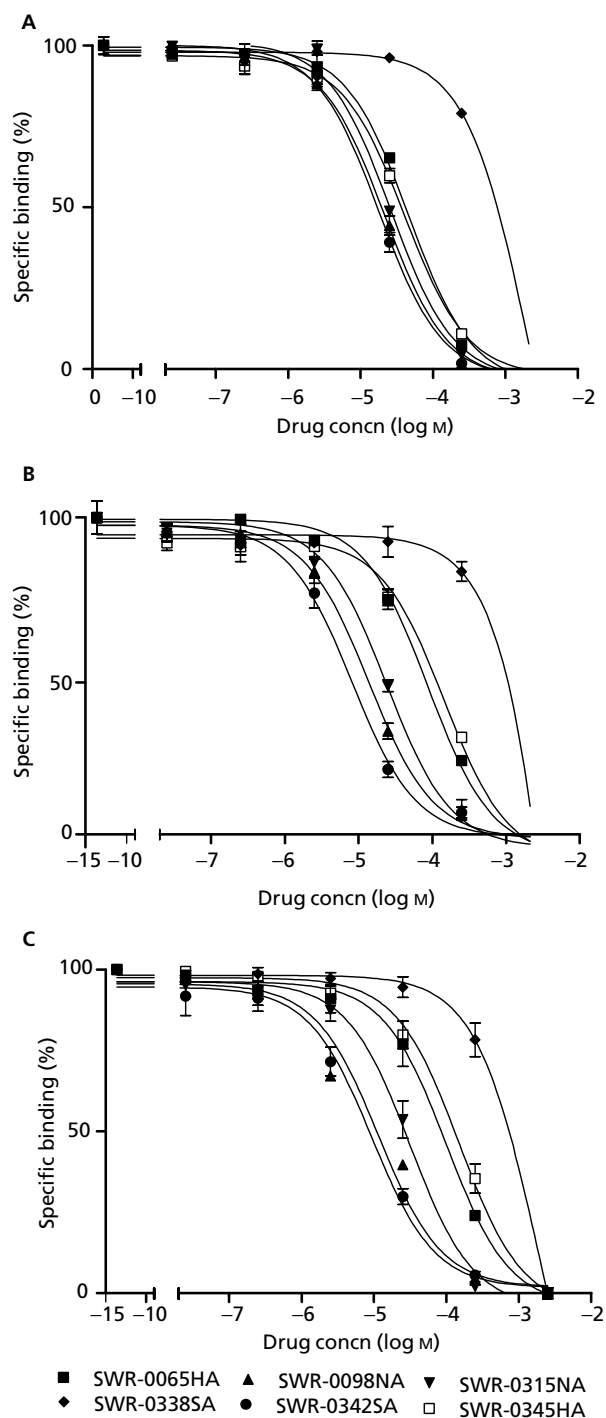 A
100
50
0
Specific binding (%)
0 −10 −7 −6 −5 −4 −3 −2
Drug concn (log M)
B
100
50
0
Specific binding (%)
−15 −10 −7 −6 −5 −4 −3 −2
Drug concn (log M)
C
100
50
0
Specific binding (%)
−15 −10 −7 −6 −5 −4 −3 −2
Drug concn (log M)
SWR-0065HA SWR-0098NA SWR-0315NA
SWR-0338SA SWR-0342SA SWR-0345HA